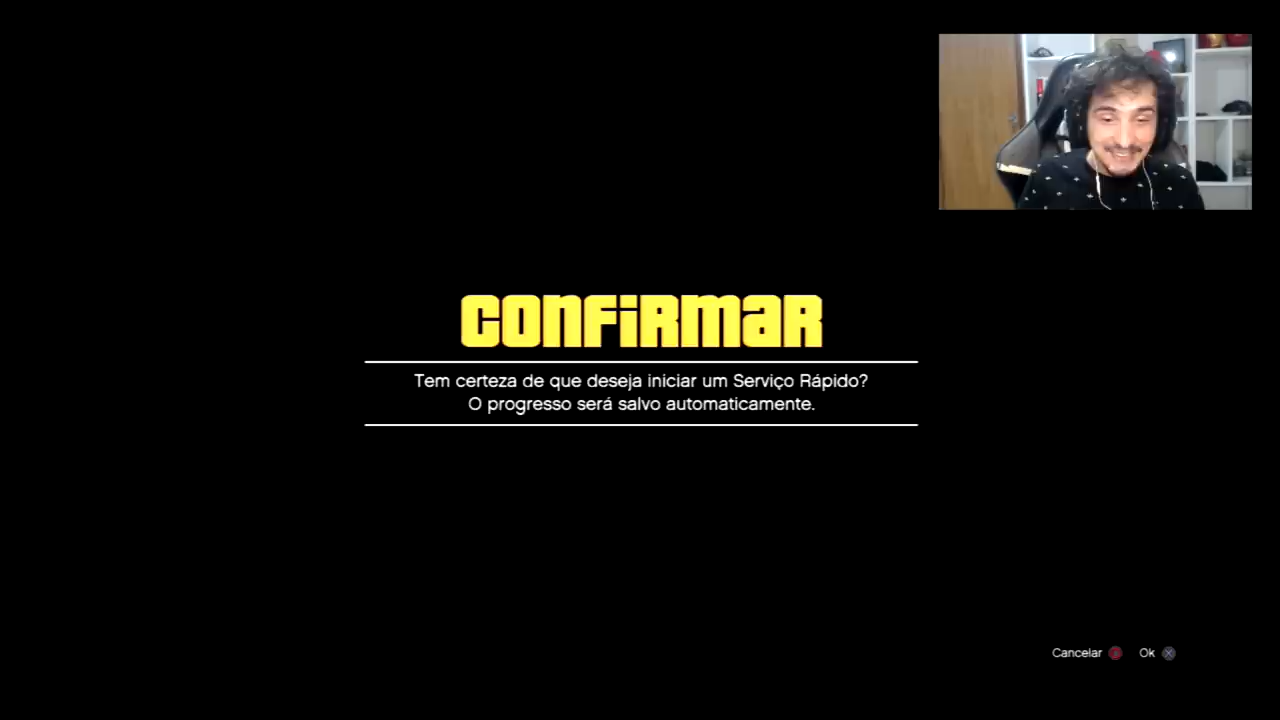 CONFIRMAR
Tem certeza de que deseja iniciar um Serviço Rápido?
O progresso será salvo automaticamente.
Cancelar Ok